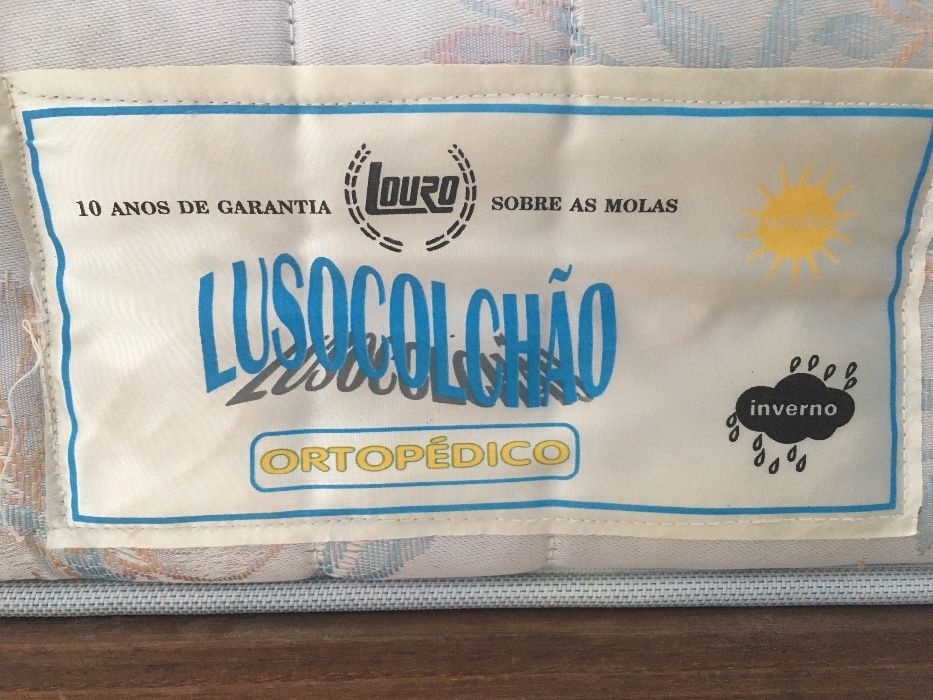 10 ANOS DE GARANTIA LOURO SOBRE AS MOLAS
LUSOCOLCHÃO
ORTOPÉDICO
inverno